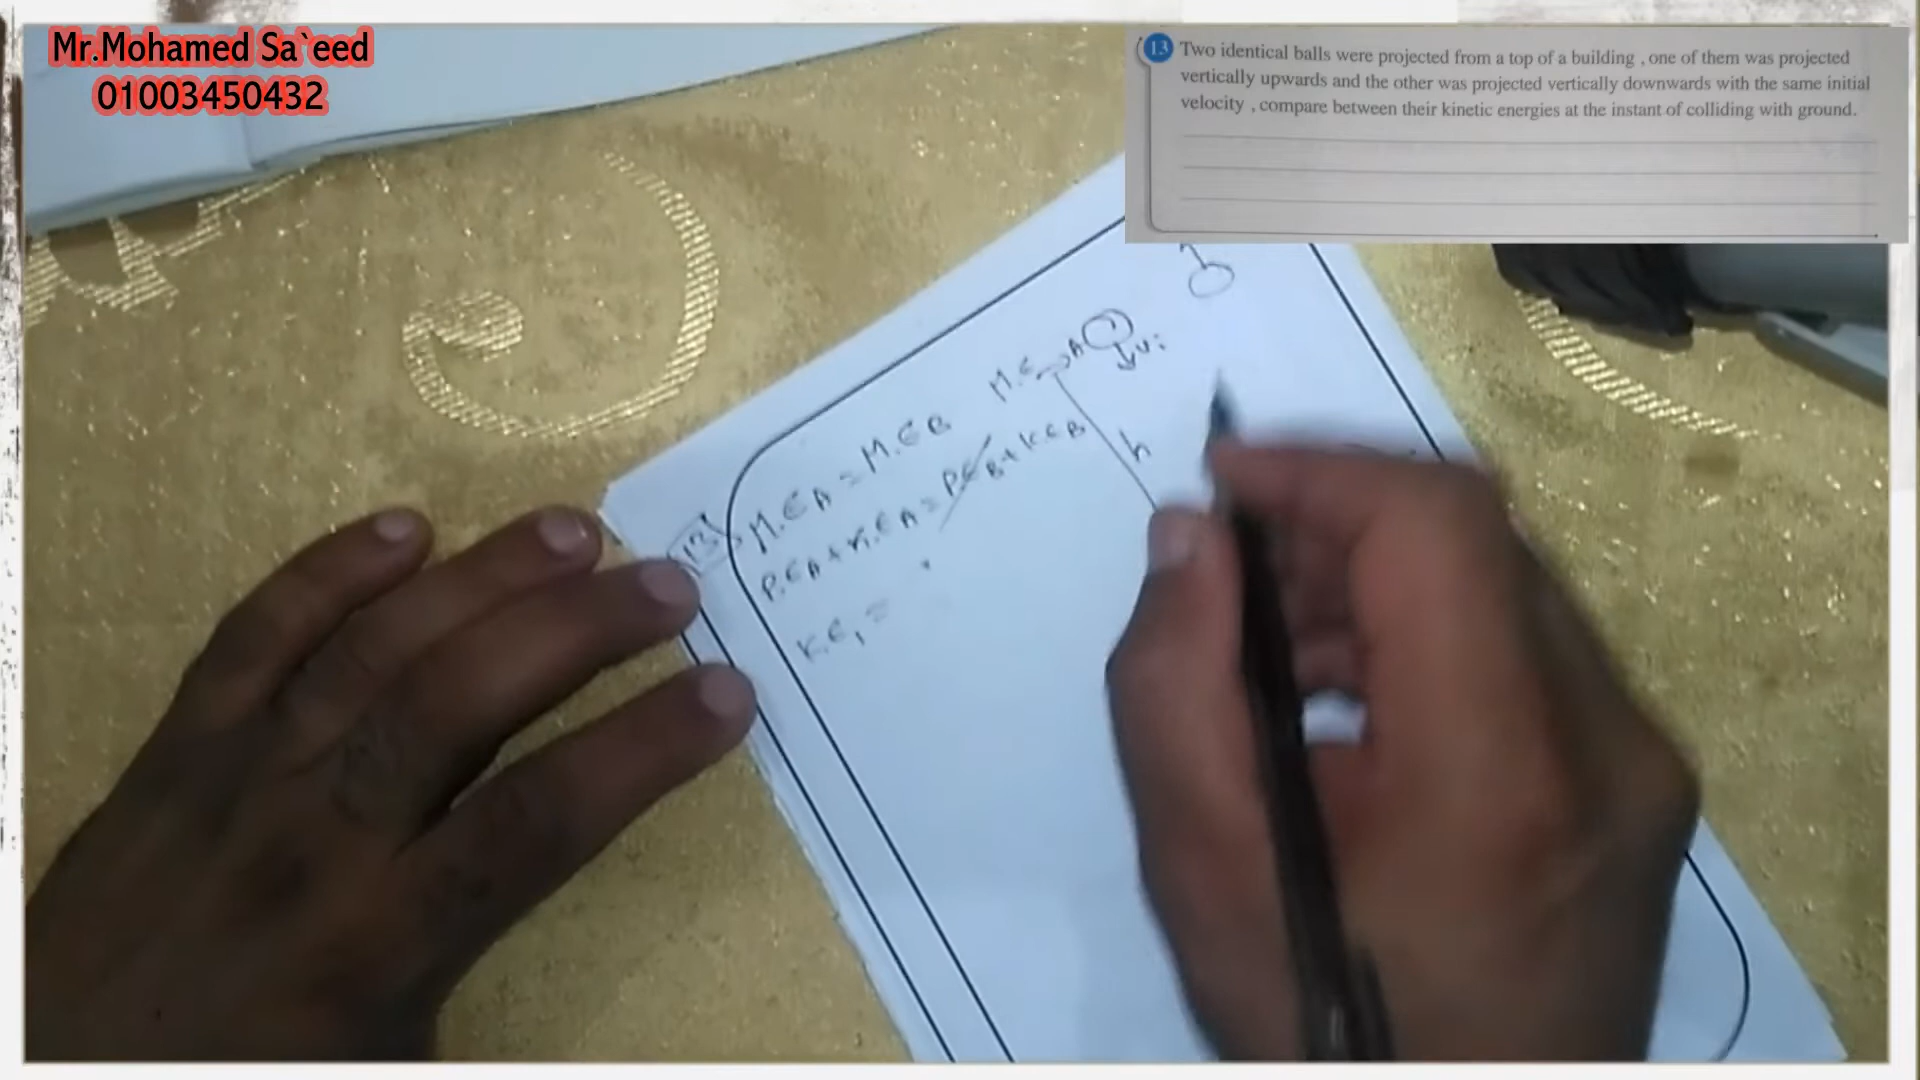 Mr.Mohamed Sa`eed
01003450432
13 Two identical balls were projected from a top of a building , one of them was projected
vertically upwards and the other was projected vertically downwards with the same initial
velocity , compare between their kinetic energies at the instant of colliding with ground.
13
M.E A = M.E B
P.E A + K.E A = P.E B + K.E B
K.E 1 =
M.E
A
Vi
h